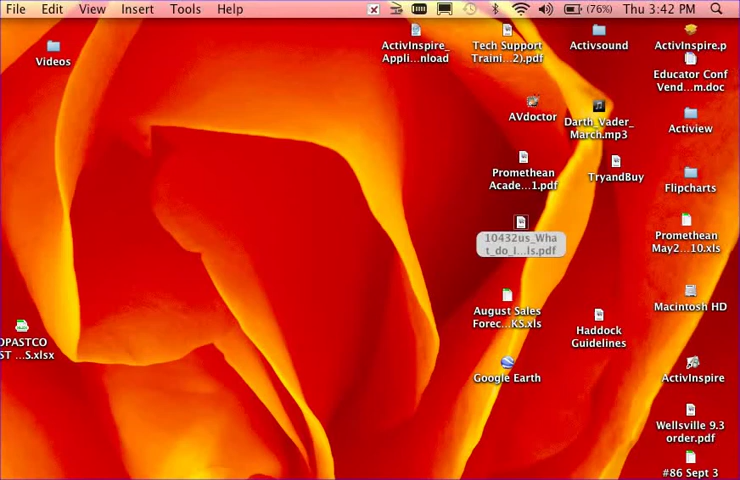 File Edit View Insert Tools Help (76%) Thu 3:42 PM
Videos
ActivInspire_
Appli...nload
Tech Support
Traini...2).pdf
Activsound
ActivInspire.p
Educator Conf
Vend...m.doc
AVdoctor
Darth_Vader_
March.mp3
Actiview
Promethean
Acade...1.pdf
TryandBuy
Flipcharts
10432us_Wha
t_do_I...ls.pdf
Promethean
May2...10.xls
August Sales
Forec...KS.xls
Haddock
Guidelines
Macintosh HD
OPASTCO
ST ...S.xlsx
Google Earth
ActivInspire
Wellsville 9.3
order.pdf
#86 Sept 3